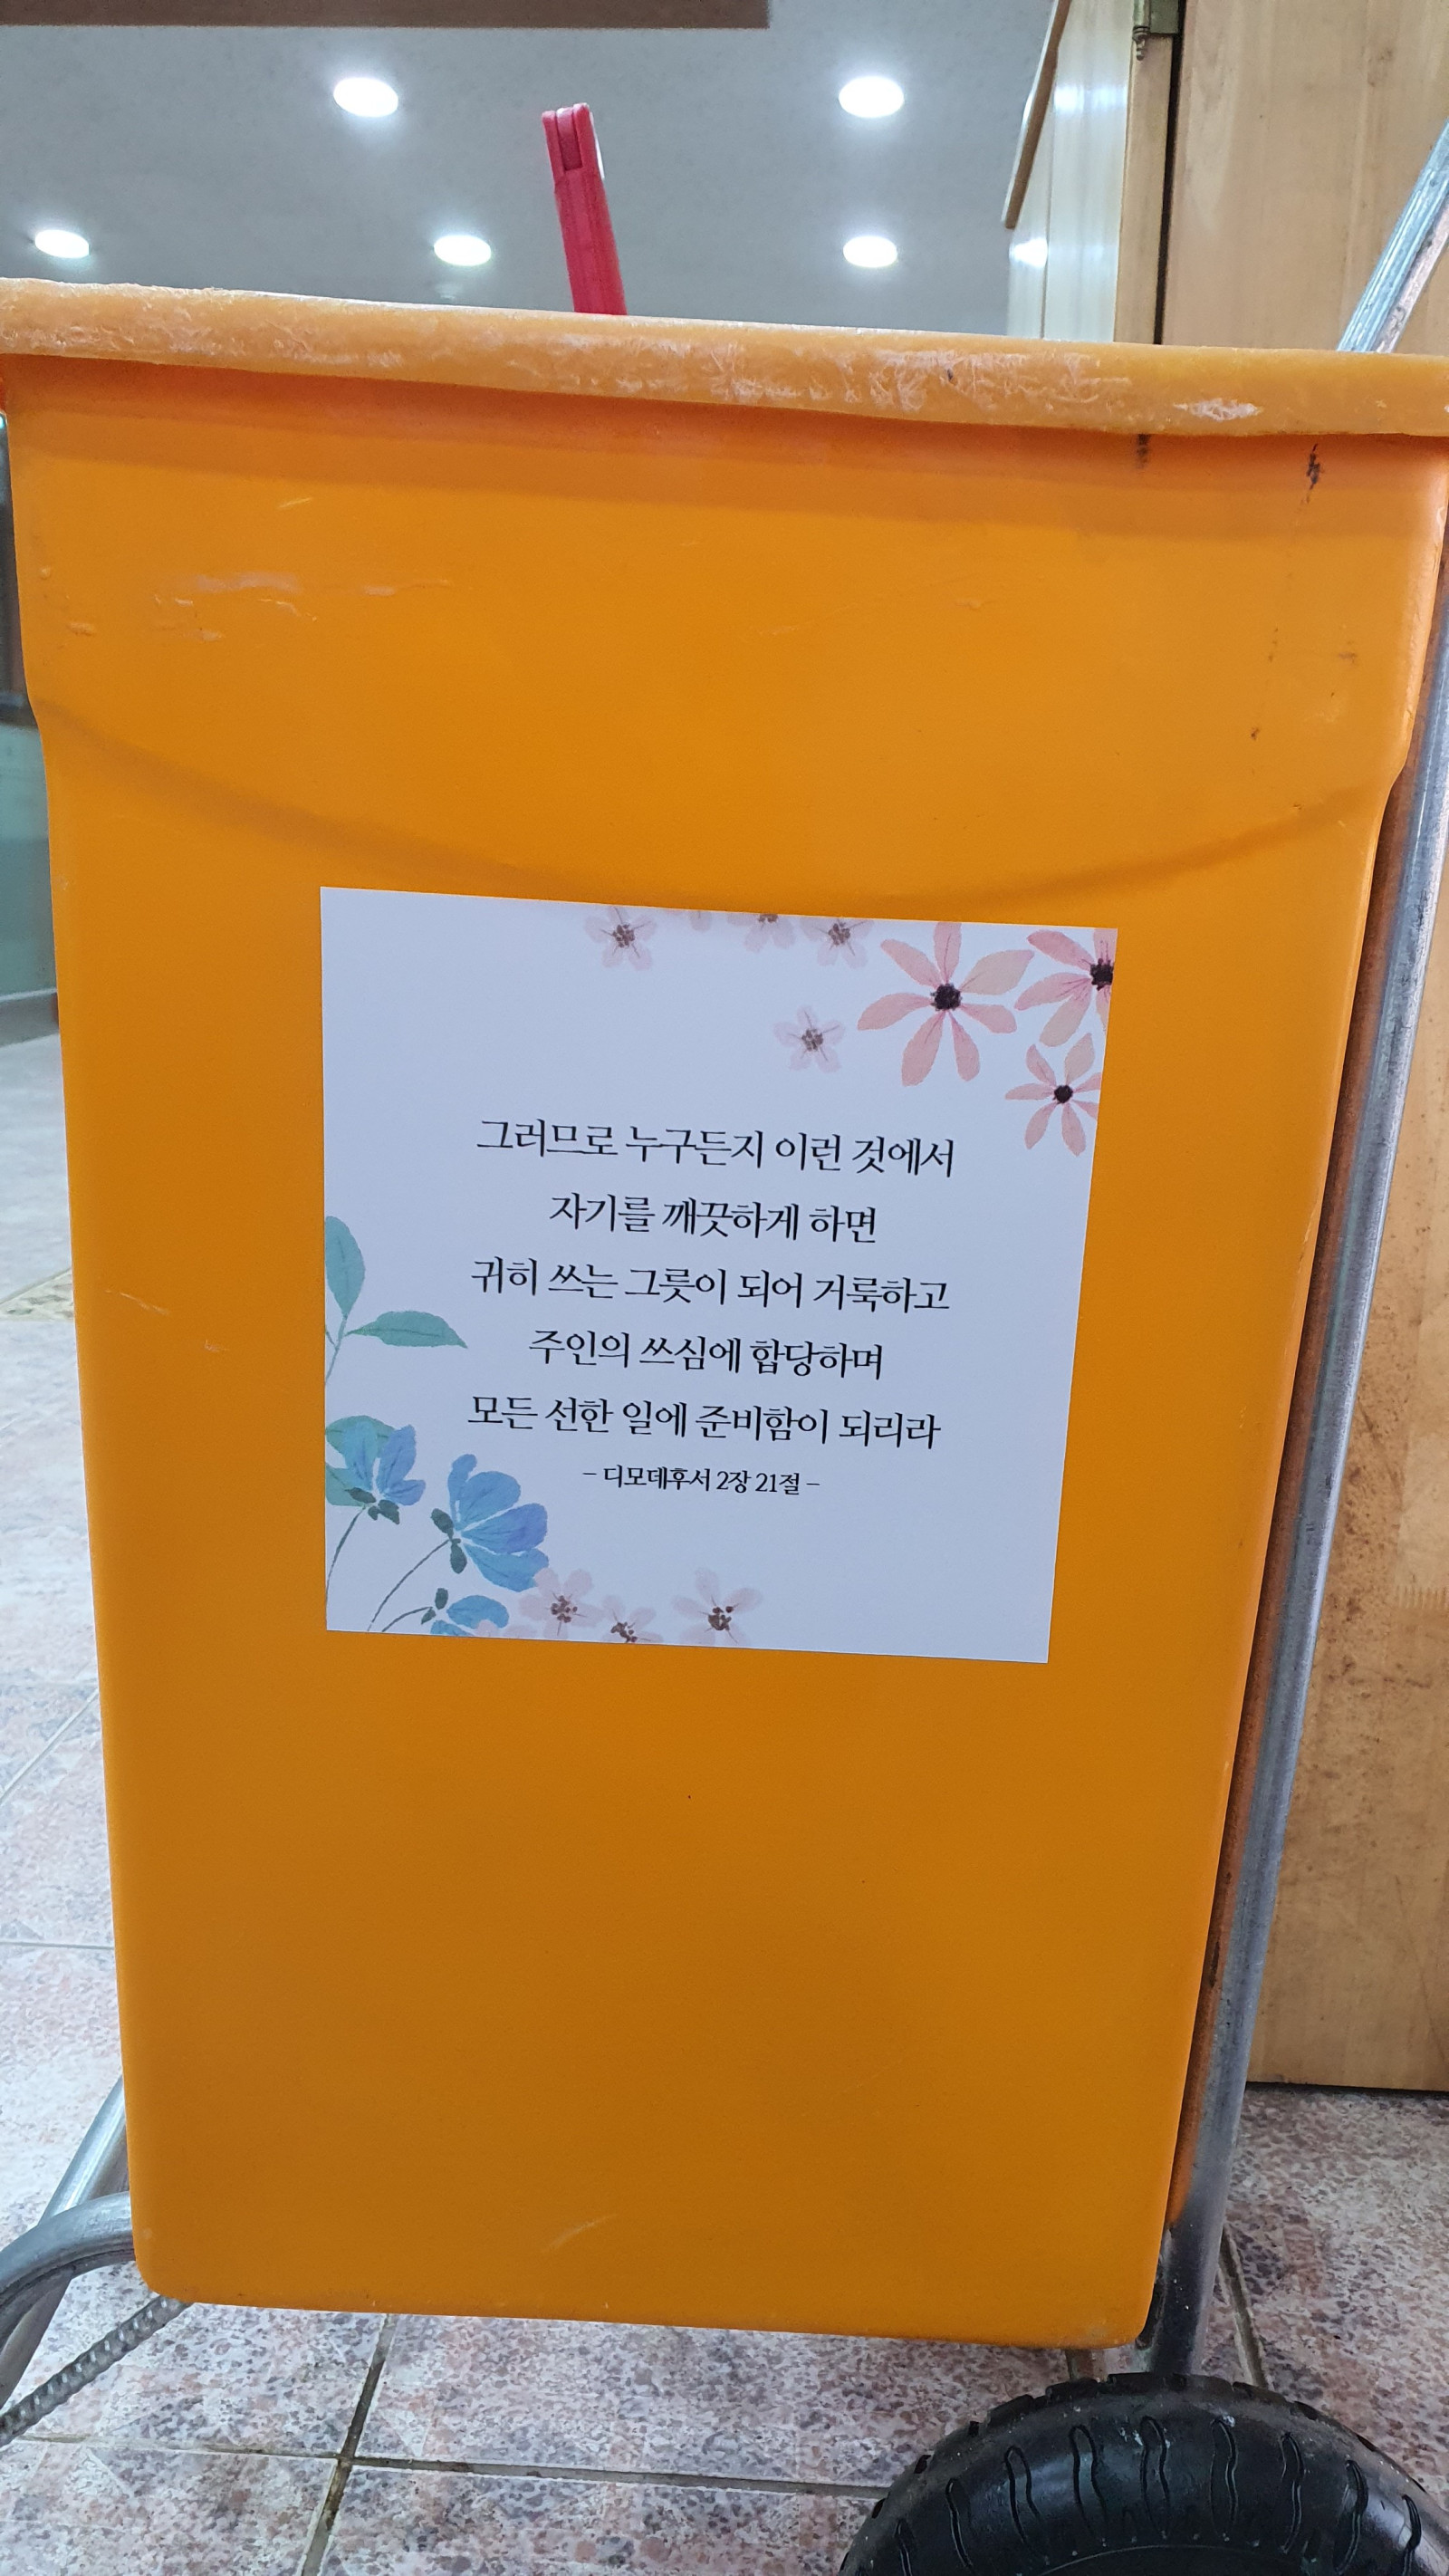 그러므로 누구든지 이런 것에서
자기를 깨끗하게 하면
귀히 쓰는 그릇이 되어 거룩하고
주인의 쓰심에 합당하며
모든 선한 일에 준비함이 되리라
- 디모데후서 2장 21절 -